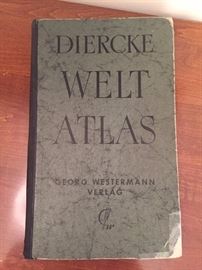 DIERCKE
WELT
ATLAS
GEORG WESTERMANN
VERLAG